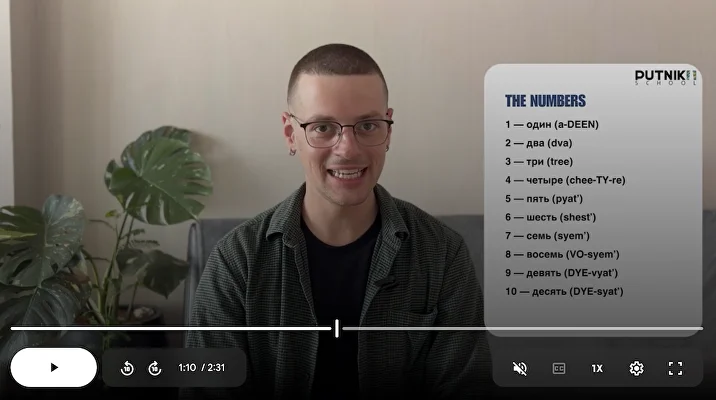 PUTNIK!!
SCHOOL
THE NUMBERS
1 — один (a-DEEN)
2 — два (dva)
3 — три (tree)
4 — четыре (chee-TY-re)
5 — пять (pyat’)
6 — шесть (shest’)
7 — семь (syem’)
8 — восемь (VO-syem’)
9 — девять (DYE-vyat’)
10 — десять (DYE-syat’)
1:10 / 2:31
CC
1X